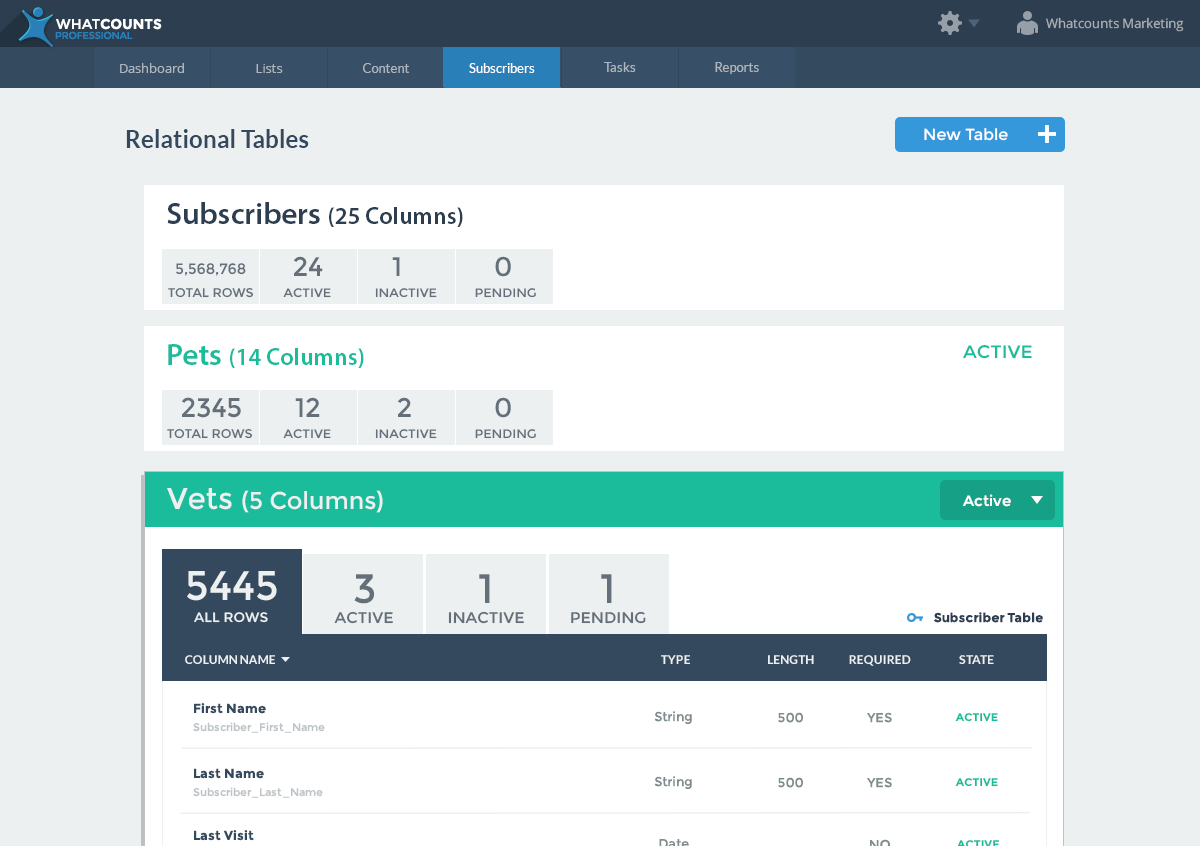 WHATCOUNTS
PROFESSIONAL
Whatcounts Marketing
Dashboard Lists Content Subscribers Tasks Reports
Relational Tables
New Table
Subscribers (25 Columns)
5,568,768 24 1 0
TOTAL ROWS ACTIVE INACTIVE PENDING
Pets (14 Columns)
ACTIVE
2345 12 2 0
TOTAL ROWS ACTIVE INACTIVE PENDING
Vets (5 Columns)
Active
5445 3 1 1
ALL ROWS ACTIVE INACTIVE PENDING
Subscriber Table
COLUMN NAME TYPE LENGTH REQUIRED STATE
First Name
Subscriber_First_Name
String 500 YES ACTIVE
Last Name
Subscriber_Last_Name
String 500 YES ACTIVE
Last Visit
Date NO ACTIVE